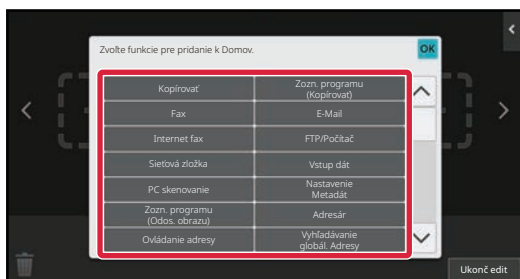 Zvoľte funkcie pre pridanie k Domov.
OK
Kopírovať
Zozn. programu
(Kopírovať)
Fax
E-Mail
Internet fax
FTP/Počítač
Sieťová zložka
Vstup dát
PC skenovanie
Nastavenie
Metadát
Zozn. programu
(Odos. obrazu)
Adresár
Ovládanie adresy
Vyhľadávanie
globál. Adresy
Ukonč edit